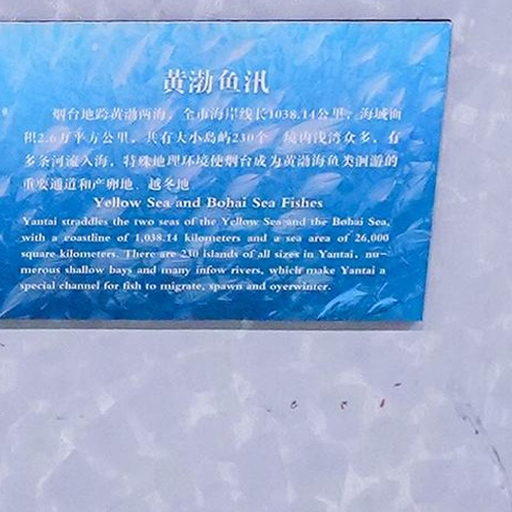 黄渤鱼汛
烟台地跨黄渤两海，全市海岸线长1038.14公里，海域面
积2.6万平方公里，共有大小岛屿230个，境内浅湾众多，有
多条河流入海，特殊地理环境使烟台成为黄渤海鱼类洄游的
重要通道和产卵地、越冬地
Yellow Sea and Bohai Sea Fishes
Yantai straddles the two seas of the Yellow Sea and the Bohai Sea,
with a coastline of 1,038.14 kilometers and a sea area of 26,000
square kilometers. There are 230 islands of all sizes in Yantai, nu-
merous shallow bays and many infow rivers, which make Yantai a
special channel for fish to migrate, spawn and overwinter.